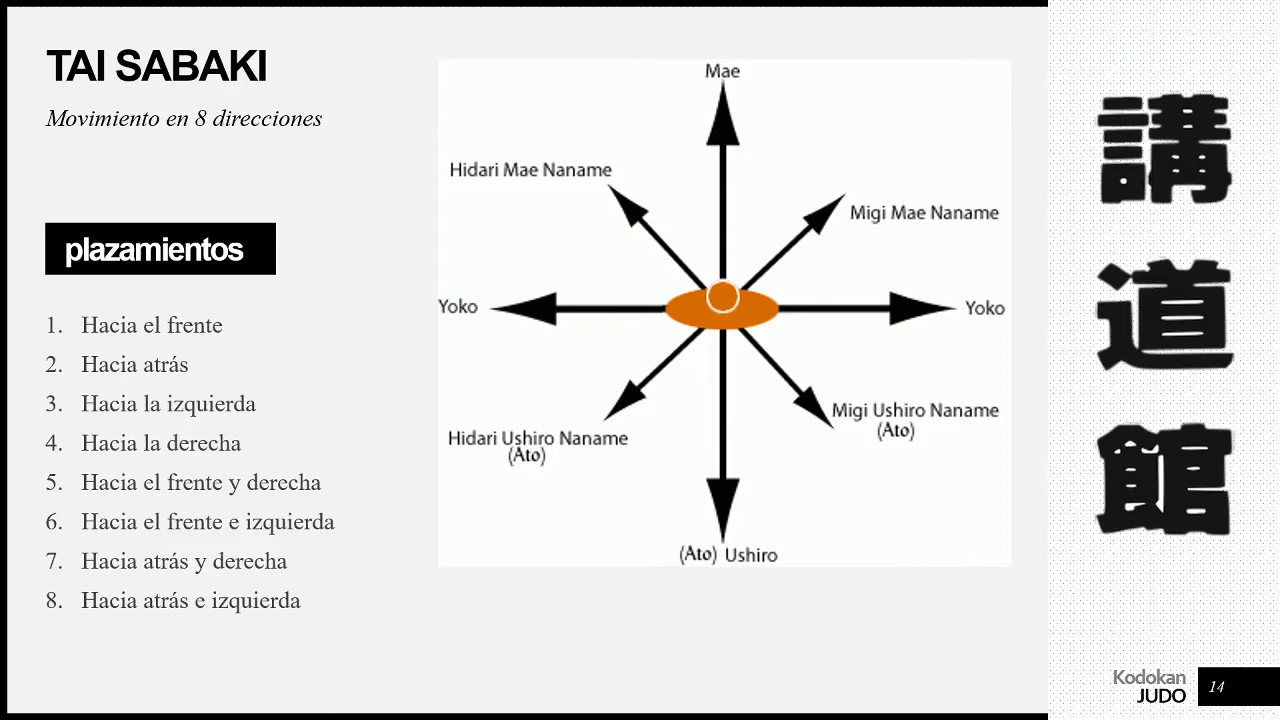 TAI SABAKI
Movimiento en 8 direcciones
plazamientos
1. Hacia el frente
2. Hacia atrás
3. Hacia la izquierda
4. Hacia la derecha
5. Hacia el frente y derecha
6. Hacia el frente e izquierda
7. Hacia atrás y derecha
8. Hacia atrás e izquierda
Mae
Hidari Mae Naname
Migi Mae Naname
Yoko
Yoko
Migi Ushiro Naname
(Ato)
Hidari Ushiro Naname
(Ato)
(Ato) Ushiro
講
道
館
Kodokan
JUDO
14